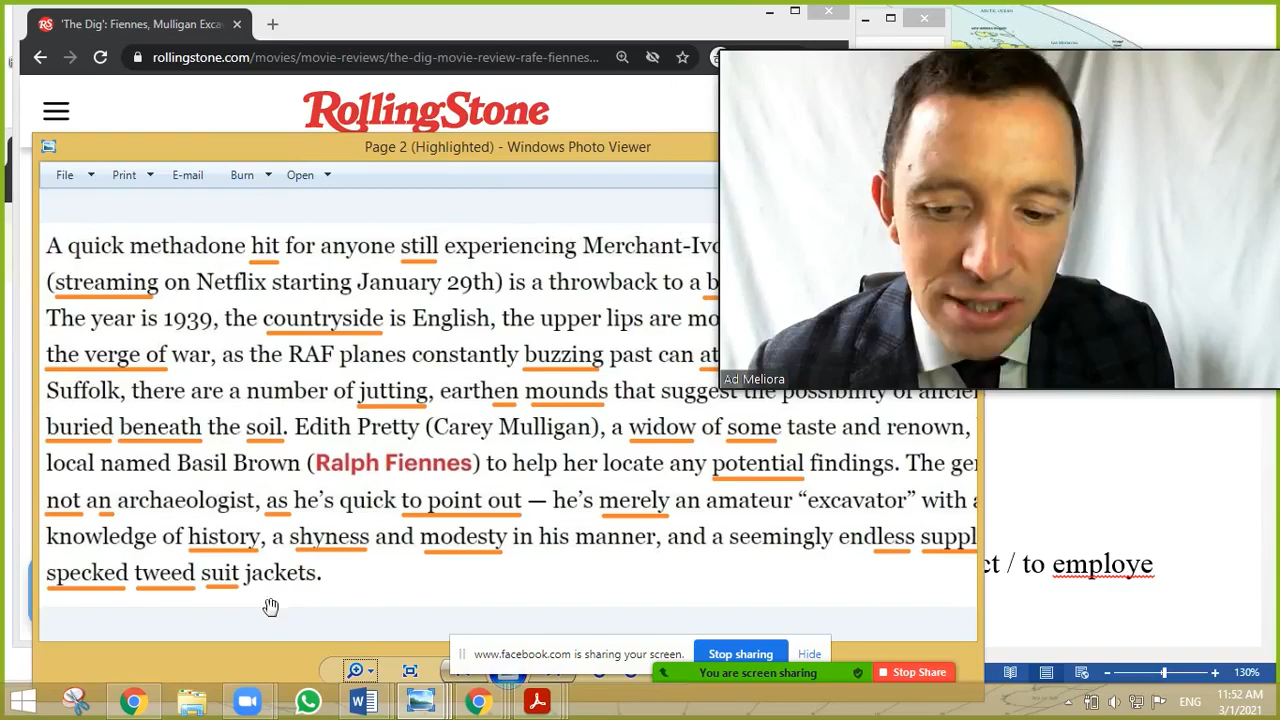 'The Dig': Fiennes, Mulligan Exca
rollingstone.com/movies/movie-reviews/the-dig-movie-review-rafe-fiennes...
RollingStone
Page 2 (Highlighted) - Windows Photo Viewer
File Print E-mail Burn Open
A quick methadone hit for anyone still experiencing Merchant-Ivo
(streaming on Netflix starting January 29th) is a throwback to a b
The year is 1939, the countryside is English, the upper lips are mo
the verge of war, as the RAF planes constantly buzzing past can at
Ad Meliora
Suffolk, there are a number of jutting, earthen mounds that suggest the possibility of ancien
buried beneath the soil. Edith Pretty (Carey Mulligan), a widow of some taste and renown,
local named Basil Brown (Ralph Fiennes) to help her locate any potential findings. The gen
not an archaeologist, as he's quick to point out — he's merely an amateur “excavator” with a
knowledge of history, a shyness and modesty in his manner, and a seemingly endless suppl
specked tweed suit jackets.
ct / to employe
www.facebook.com is sharing your screen. Stop sharing Hide
You are screen sharing Stop Share
130%
ENG
11:52 AM
3/1/2021